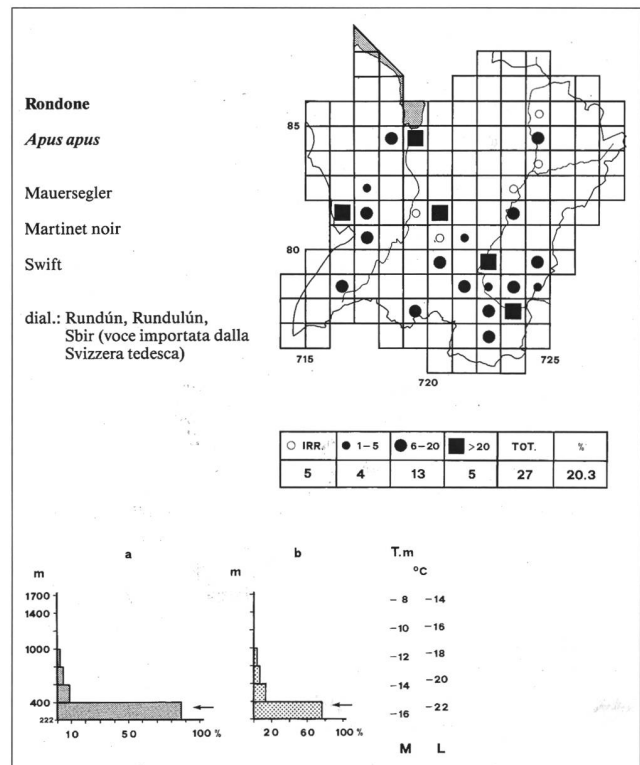 Rondone
Apus apus
Mauersegler
Martinet noir
Swift
dial.: Rundún, Rundulún,
Sbir (voce importata dalla
Svizzera tedesca)
85
80
715
720
725
○ IRR. ● 1–5 ● 6–20 ■ >20 TOT. %
5 4 13 5 27 20.3
a b T.m
m m °C
1700
1400
1000
400
222
10 50 100 %
20 60 100 %
–8 –14
–10 –16
–12 –18
–14 –20
–16 –22
M L